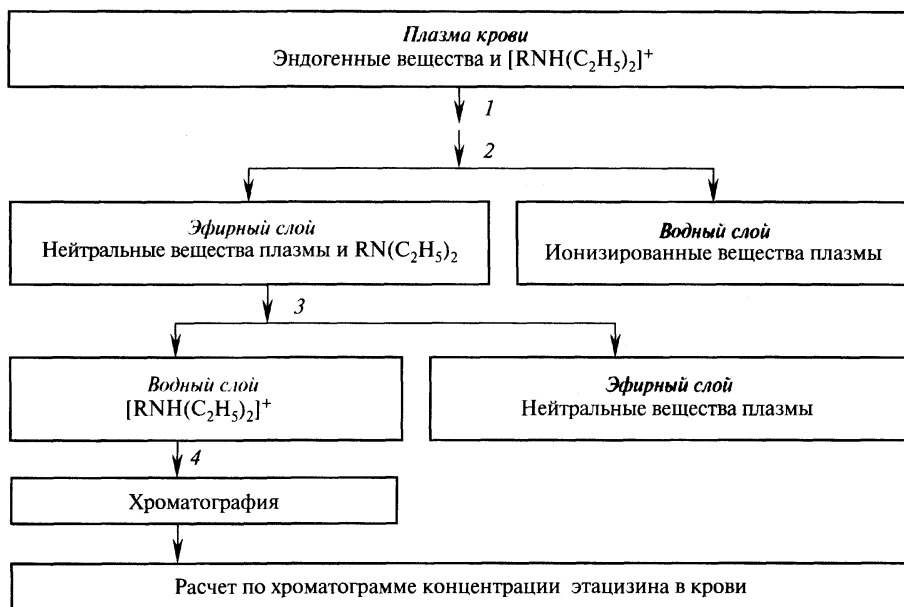 Плазма крови
Эндогенные вещества и [RNH(C₂H₅)₂]⁺
1
2
Эфирный слой
Нейтральные вещества плазмы и RN(C₂H₅)₂
Водный слой
Ионизированные вещества плазмы
3
Водный слой
[RNH(C₂H₅)₂]⁺
Эфирный слой
Нейтральные вещества плазмы
4
Хроматография
Расчет по хроматограмме концентрации этацизина в крови